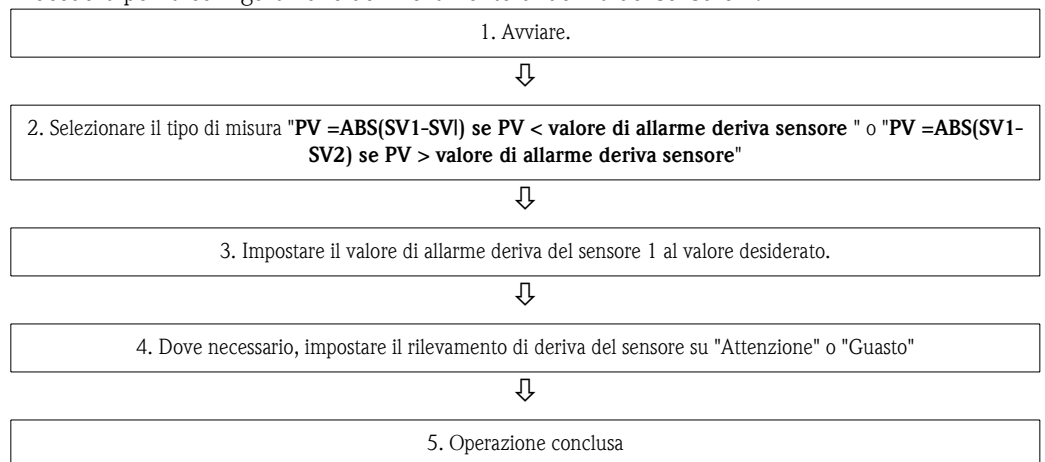 1. Avviare.
2. Selezionare il tipo di misura "PV =ABS(SV1-SV|) se PV < valore di allarme deriva sensore " o "PV =ABS(SV1-
SV2) se PV > valore di allarme deriva sensore"
3. Impostare il valore di allarme deriva del sensore 1 al valore desiderato.
4. Dove necessario, impostare il rilevamento di deriva del sensore su "Attenzione" o "Guasto"
5. Operazione conclusa